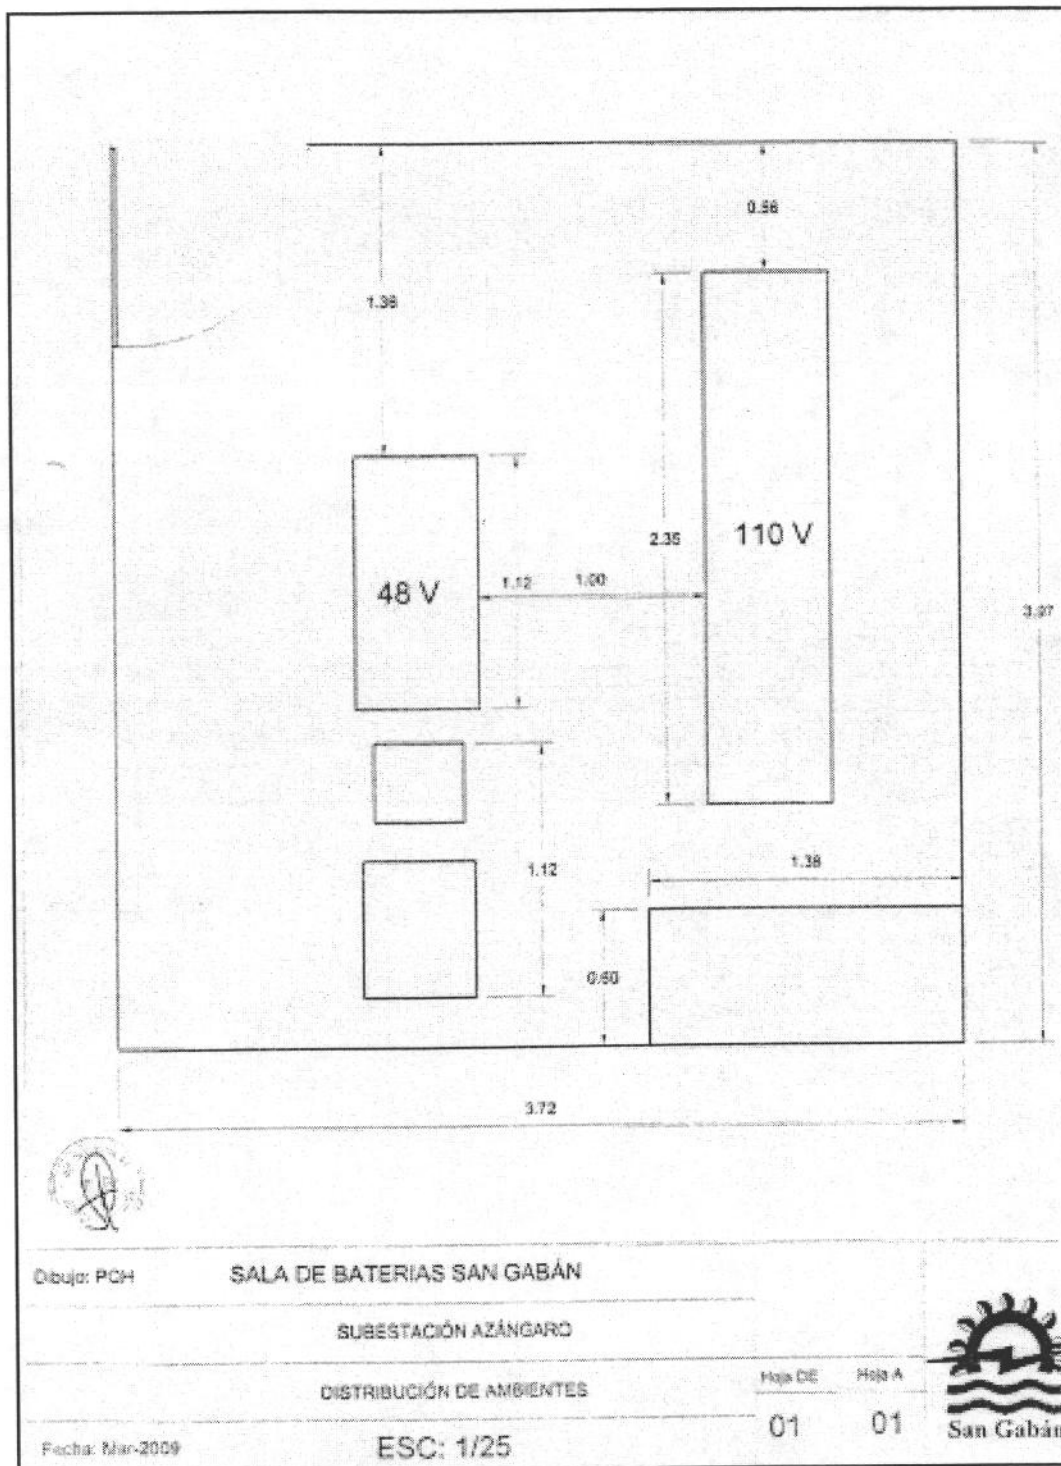 0.56
1.38
2.35
110 V
48 V
1.12
1.00
3.97
1.12
1.38
0.60
3.72
Dibujo: PCH
SALA DE BATERIAS SAN GABÁN
SUBESTACIÓN AZÁNGARO
DISTRIBUCIÓN DE AMBIENTES
Hoja DE
Hoja A
01
01
Fecha: Mar-2009
ESC: 1/25
San Gabán